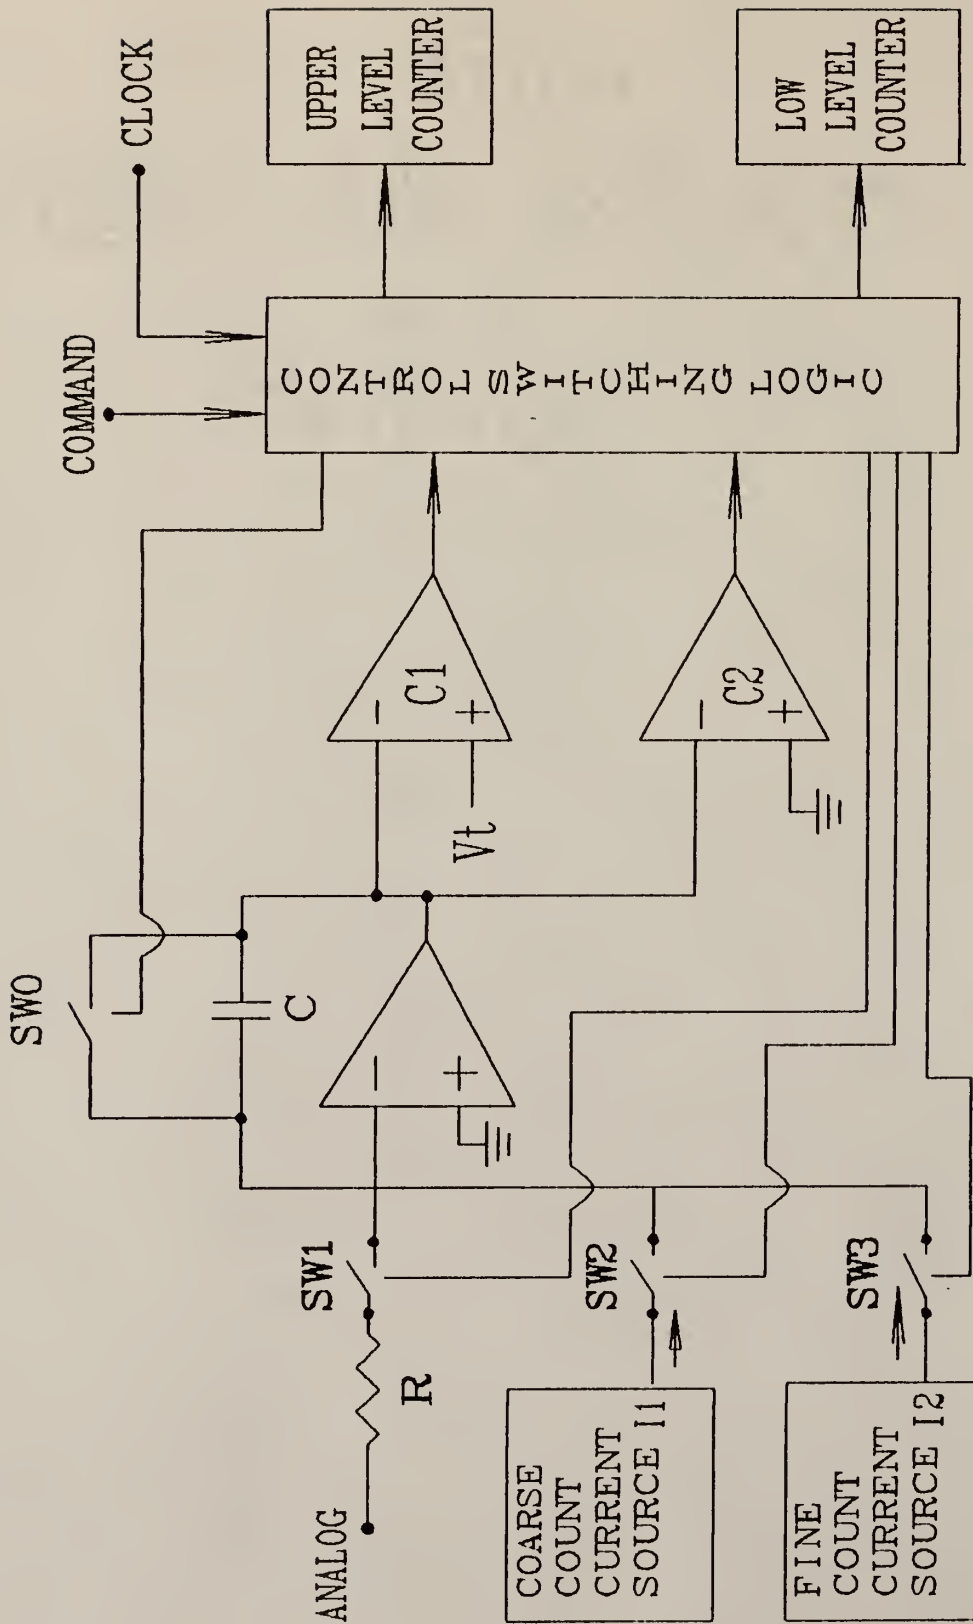 CLOCK
UPPER
LEVEL
COUNTER
LOW
LEVEL
COUNTER
COMMAND
CONTROL SWITCHING LOGIC
SW0
C
C1
-
+
Vt
C2
-
+
-
+
SW1
R
ANALOG
SW2
SW3
COARSE
COUNT
CURRENT
SOURCE I1
FINE
COUNT
CURRENT
SOURCE I2